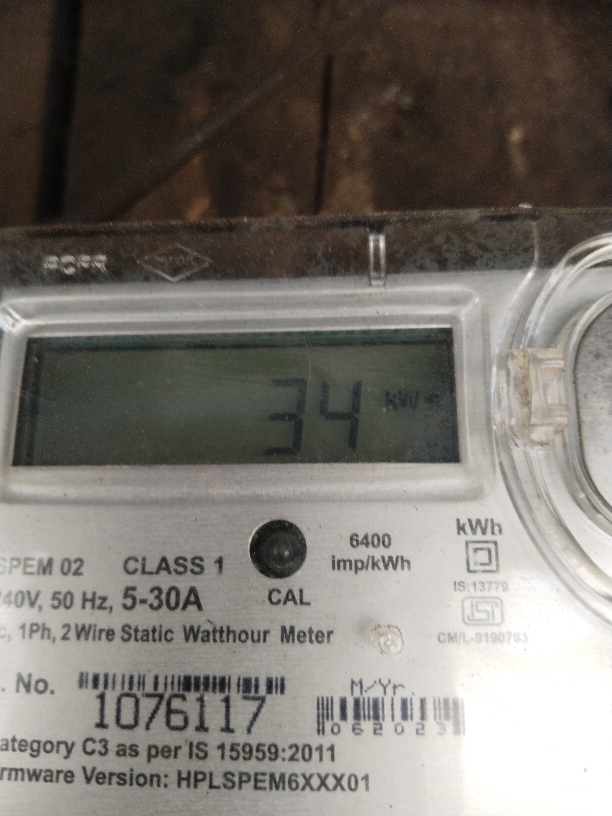 34 kW
SPEM 02 CLASS 1
6400
imp/kWh
kWh
240V, 50 Hz, 5-30A
CAL
IS:13779
c, 1Ph, 2 Wire Static Watthour Meter
CM/L-9190783
. No.
1076117
M/Yr.
062023
ategory C3 as per IS 15959:2011
rmware Version: HPLSPEM6XXX01